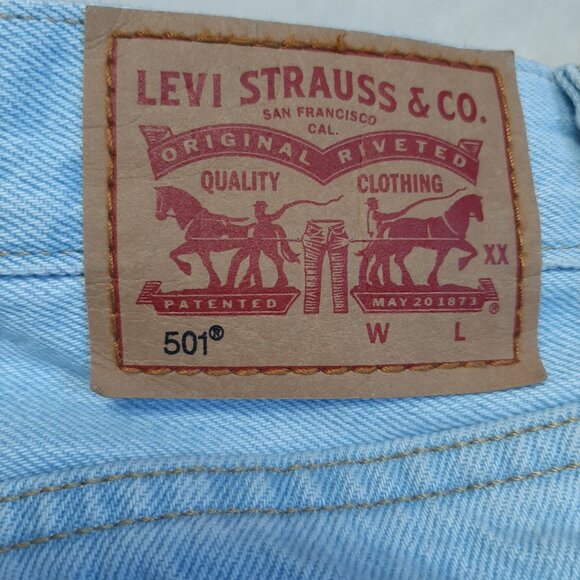 LEVI STRAUSS & CO.
SAN FRANCISCO
CAL.
ORIGINAL RIVETED
QUALITY CLOTHING
XX
PATENTED MAY 20 1873 ®
501® W L